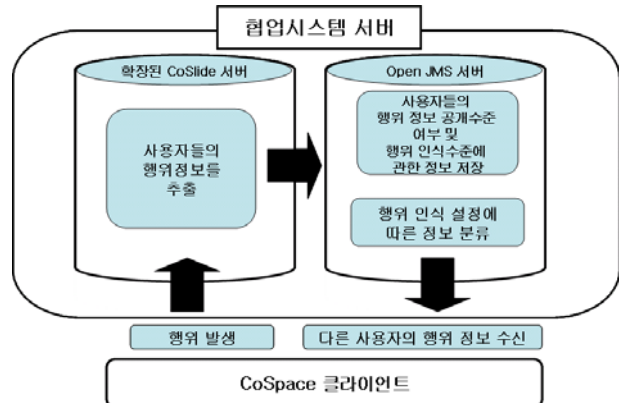 협업시스템 서버
확장된 CoSlide 서버
사용자들의
행위정보를
추출
Open JMS 서버
사용자들의
행위 정보 공개수준
여부 및
행위 인식수준에
관한 정보 저장
행위 인식 설정에
따른 정보 분류
행위 발생
다른 사용자의 행위 정보 수신
CoSpace 클라이언트